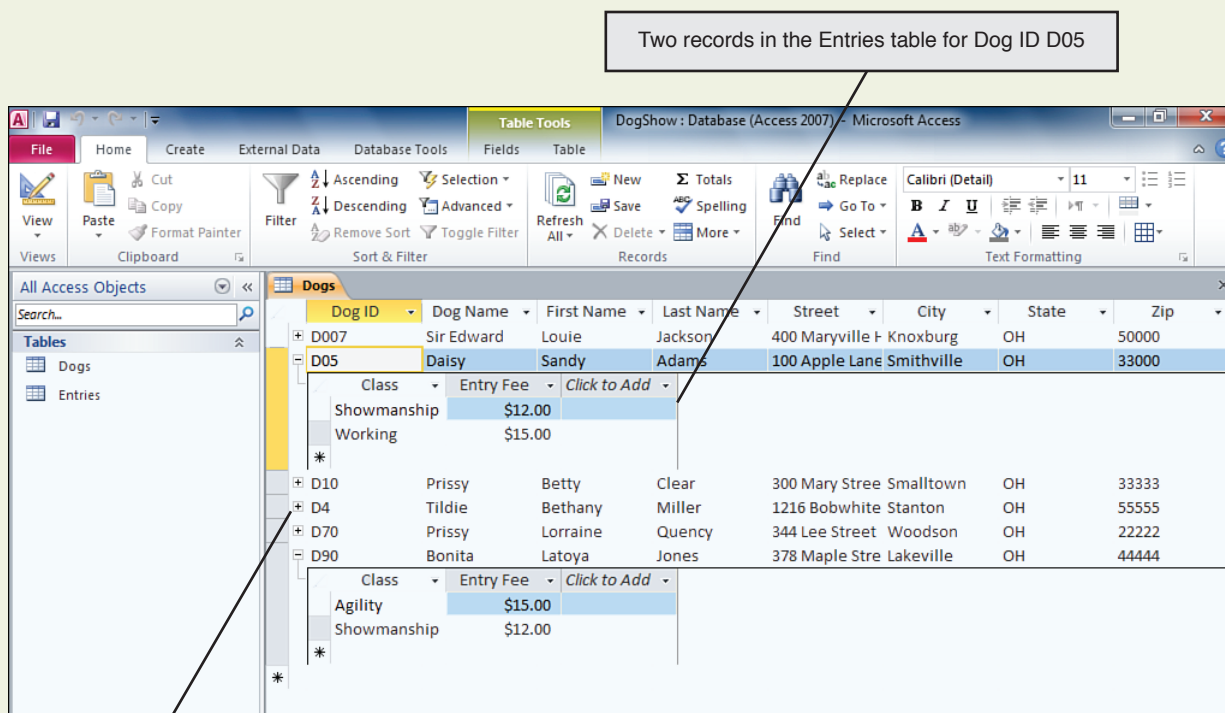 Two records in the Entries table for Dog ID D05
A
Table Tools
DogShow : Database (Access 2007) - Microsoft Access
File Home Create External Data Database Tools Fields Table
View
Views
Paste
Cut
Copy
Format Painter
Clipboard
Filter
Ascending
Descending
Remove Sort
Selection
Advanced
Toggle Filter
Sort & Filter
Refresh All
New
Save
Delete
Totals
Spelling
More
Records
Find
Replace
Go To
Select
Find
Calibri (Detail) 11
B I U
A
Text Formatting
All Access Objects
Search...
Tables
Dogs
Entries
Dogs
Dog ID Dog Name First Name Last Name Street City State Zip
D007 Sir Edward Louie Jackson 400 Maryville H Knoxburg OH 50000
D05 Daisy Sandy Adams 100 Apple Lane Smithville OH 33000
Class Entry Fee Click to Add
Showmanship $12.00
Working $15.00
*
D10 Prissy Betty Clear 300 Mary Stree Smalltown OH 33333
D4 Tildie Bethany Miller 1216 Bobwhite Stanton OH 55555
D70 Prissy Lorraine Quency 344 Lee Street Woodson OH 22222
D90 Bonita Latoya Jones 378 Maple Stre Lakeville OH 44444
Class Entry Fee Click to Add
Agility $15.00
Showmanship $12.00
*
*